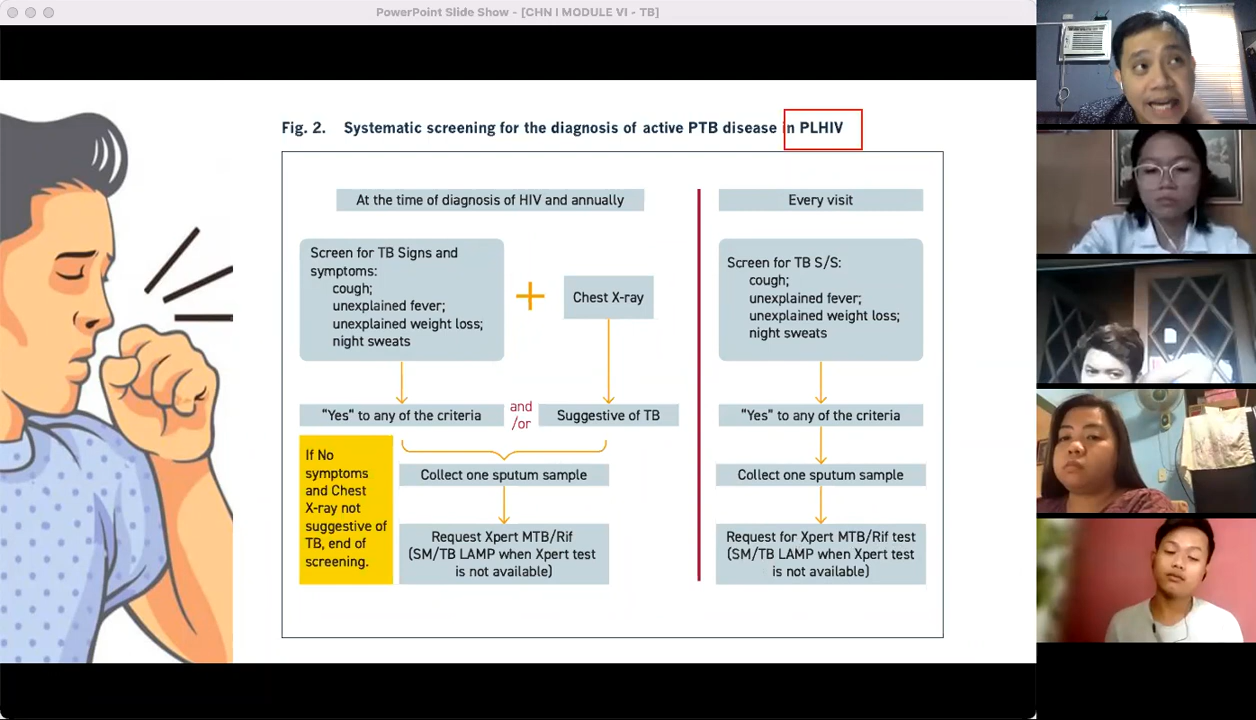 PowerPoint Slide Show - [CHN I MODULE VI - TB]
Fig. 2. Systematic screening for the diagnosis of active PTB disease in PLHIV
At the time of diagnosis of HIV and annually
Screen for TB Signs and
symptoms:
cough;
unexplained fever;
unexplained weight loss;
night sweats
+
Chest X-ray
"Yes" to any of the criteria
and
/or
Suggestive of TB
If No
symptoms
and Chest
X-ray not
suggestive of
TB, end of
screening.
Collect one sputum sample
Request Xpert MTB/Rif
(SM/TB LAMP when Xpert test
is not available)
Every visit
Screen for TB S/S:
cough;
unexplained fever;
unexplained weight loss;
night sweats
"Yes" to any of the criteria
Collect one sputum sample
Request for Xpert MTB/Rif test
(SM/TB LAMP when Xpert test
is not available)